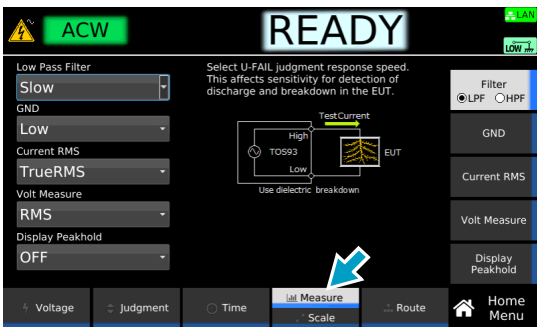 ACW
READY
LAN
LOW
Low Pass Filter
Slow
GND
Low
Current RMS
TrueRMS
Volt Measure
RMS
Display Peakhold
OFF
Select U-FAIL judgment response speed.
This affects sensitivity for detection of
discharge and breakdown in the EUT.
TestCurrent
High
TOS93
EUT
Low
Use dielectric breakdown
Filter
LPF HPF
GND
Current RMS
Volt Measure
Display
Peakhold
Voltage
Judgment
Time
Measure
Scale
Route
Home
Menu